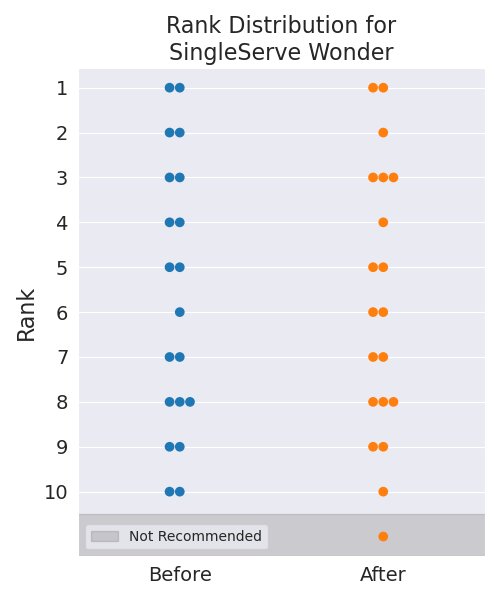 Rank Distribution for
SingleServe Wonder
Rank
1
2
3
4
5
6
7
8
9
10
Not Recommended
Before After